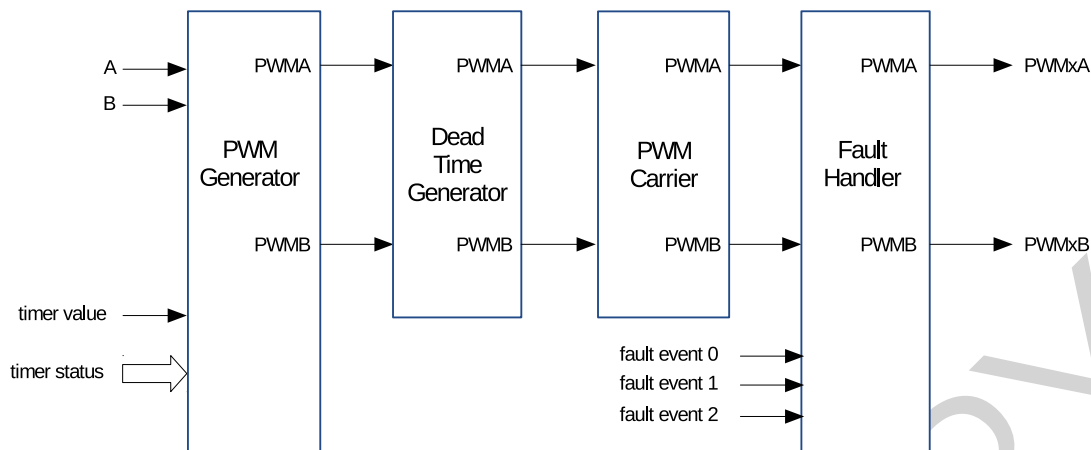 PWMA PWMA PWMA PWMA PWMxA
A
B
PWM Generator
Dead Time Generator
PWM Carrier
Fault Handler
PWMB PWMB PWMB PWMB PWMxB
timer value
timer status
fault event 0
fault event 1
fault event 2